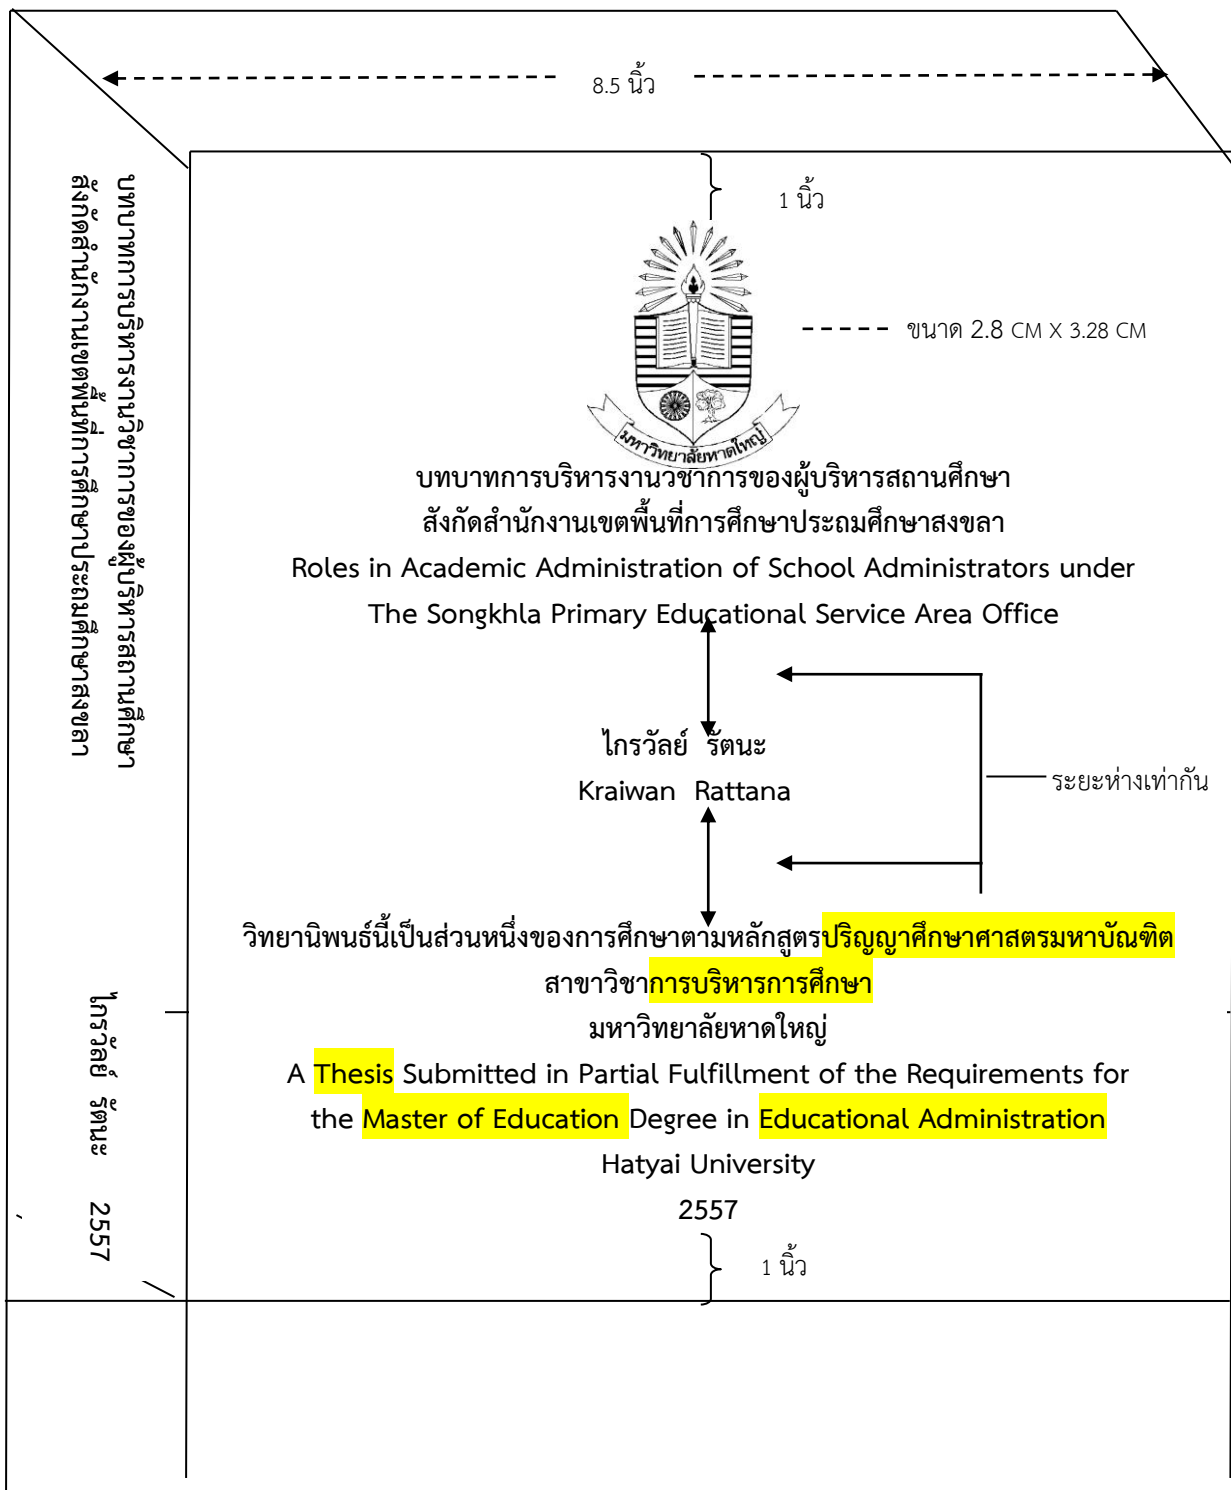 8.5 นิ้ว
1 นิ้ว
ขนาด 2.8 CM X 3.28 CM
มหาวิทยาลัยหาดใหญ่
บทบาทการบริหารงานวชาการของผู้บริหารสถานศึกษา
สังกัดสำนักงานเขตพื้นที่การศึกษาประถมศึกษาสงขลา
Roles in Academic Administration of School Administrators under
The Songkhla Primary Educational Service Area Office
ไกรวัลย์ รัตนะ
Kraiwan Rattana
ระยะห่างเท่ากัน
วิทยานิพนธ์นี้เป็นส่วนหนึ่งของการศึกษาตามหลักสูตรปริญญาศึกษาศาสตรมหาบัณฑิต
สาขาวิชาการบริหารการศึกษา
มหาวิทยาลัยหาดใหญ่
A Thesis Submitted in Partial Fulfillment of the Requirements for
the Master of Education Degree in Educational Administration
Hatyai University
2557
1 นิ้ว
บทบาทการบริหารงานวิชาการของผู้บริหารสถานศึกษา
สังกัดสำนักงานเขตพื้นที่การศึกษาประถมศึกษาสงขลา
ไกรวัลย์ รัตนะ 2557